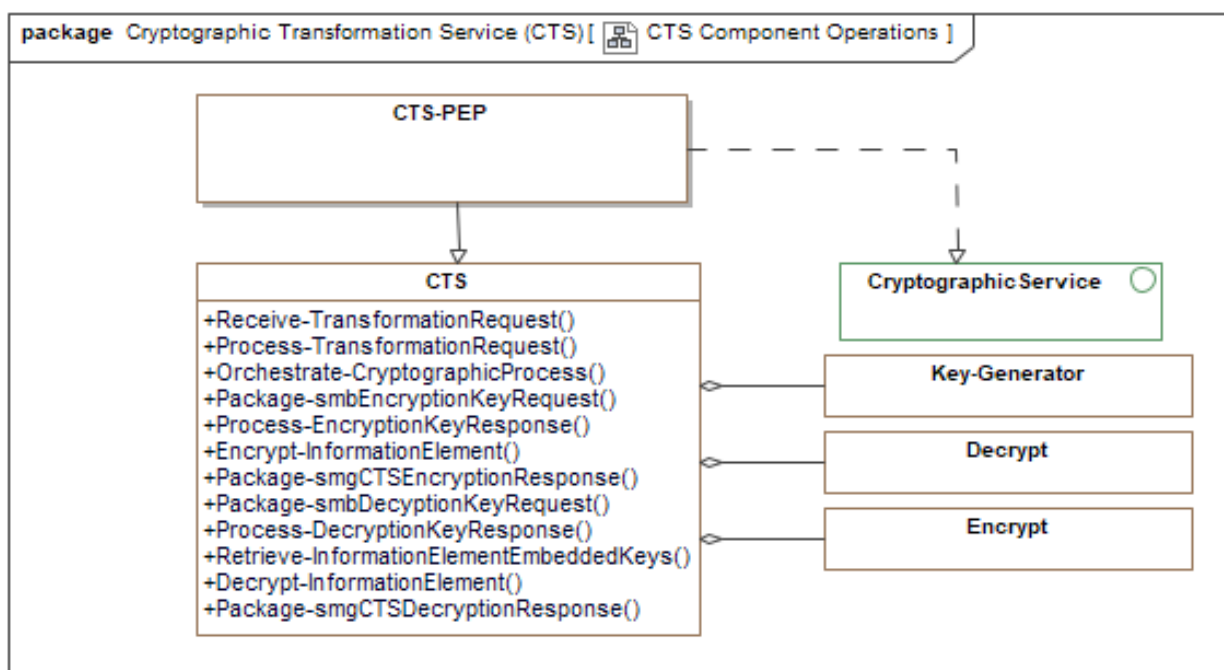 package Cryptographic Transformation Service (CTS) [ CTS Component Operations ]
CTS-PEP
CTS
+Receive-TransformationRequest()
+Process-TransformationRequest()
+Orchestrate-CryptographicProcess()
+Package-smbEncryptionKeyRequest()
+Process-EncryptionKeyResponse()
+Encrypt-InformationElement()
+Package-smgCTSEncryptionResponse()
+Package-smbDecyptionKeyRequest()
+Process-DecryptionKeyResponse()
+Retrieve-InformationElementEmbeddedKeys()
+Decrypt-InformationElement()
+Package-smgCTSDecryptionResponse()
CryptographicService
Key-Generator
Decrypt
Encrypt